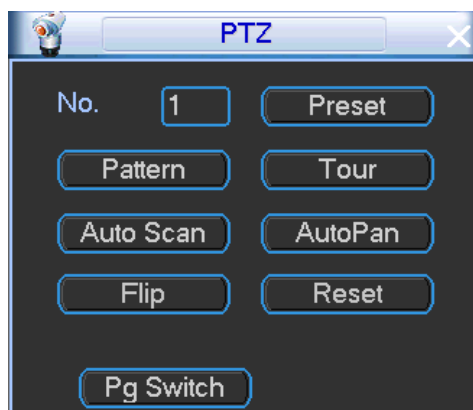 PTZ
No. 1 Preset
Pattern Tour
Auto Scan AutoPan
Flip Reset
Pg Switch